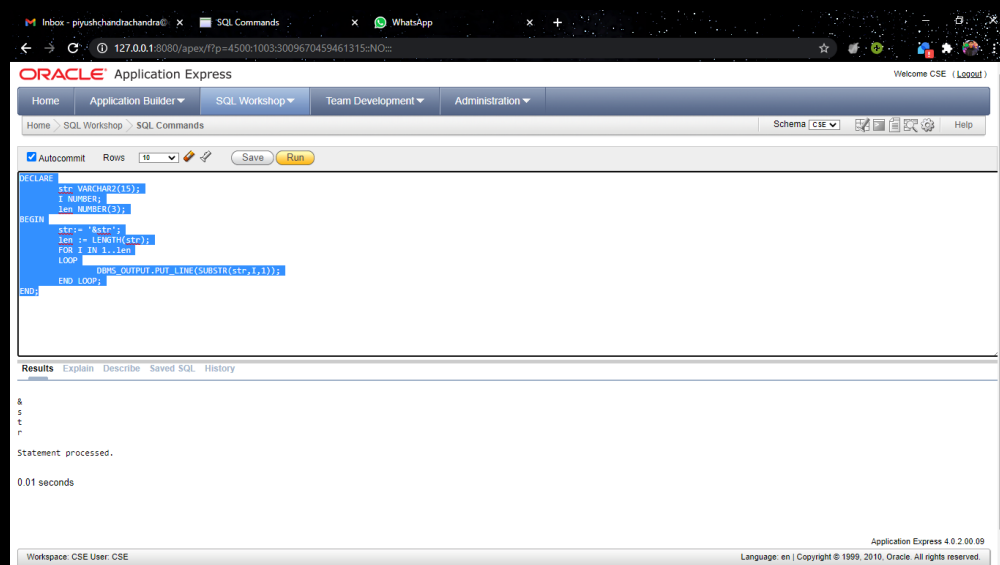 Inbox - piyushchandrachandra@ SQL Commands WhatsApp
127.0.0.1:8080/apex/f?p=4500:1003:3009670459461315::NO:::
ORACLE Application Express Welcome CSE (Logout)
Home Application Builder SQL Workshop Team Development Administration
Home SQL Workshop SQL Commands Schema CSE Help
Autocommit Rows 10 Save Run
DECLARE
str VARCHAR2(15);
I NUMBER;
len NUMBER(3);
BEGIN
str:= '&str';
len := LENGTH(str);
FOR I IN 1..len
LOOP
DBMS_OUTPUT.PUT_LINE(SUBSTR(str,I,1));
END LOOP;
END;
Results Explain Describe Saved SQL History
&
s
t
r
Statement processed.
0.01 seconds
Application Express 4.0.2.00.09
Workspace: CSE User: CSE Language: en | Copyright © 1999, 2010, Oracle. All rights reserved.